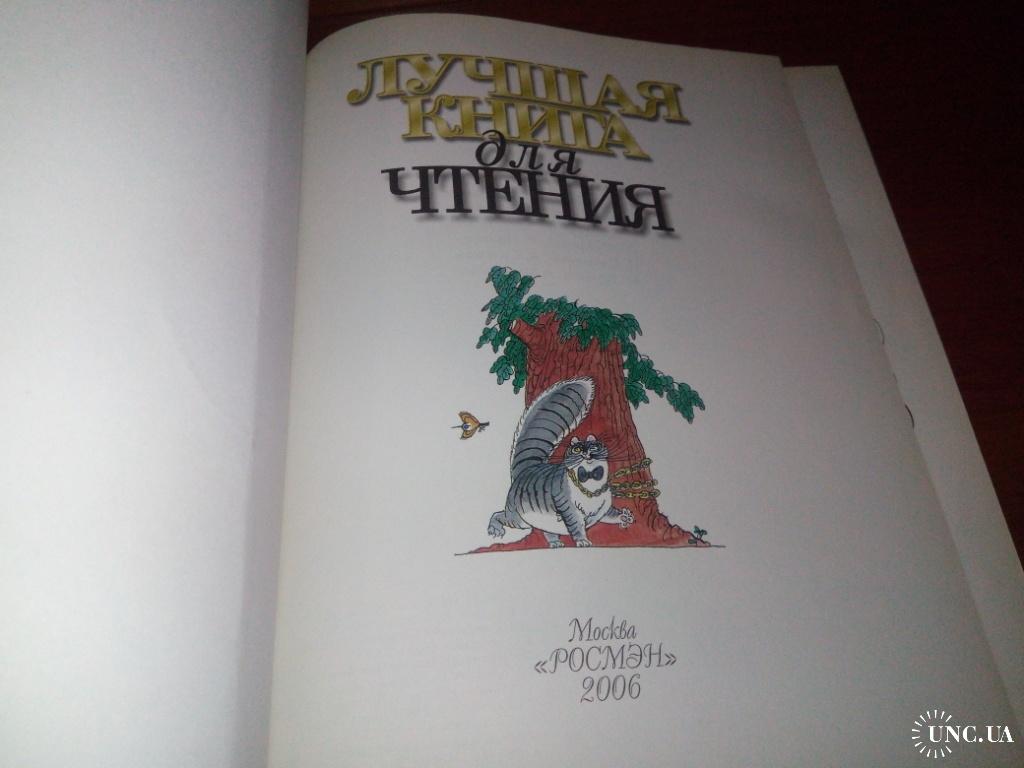 ЛУЧШАЯ
КНИГА
для
ЧТЕНИЯ
Москва
«РОСМЭН»
2006
UNC.UA